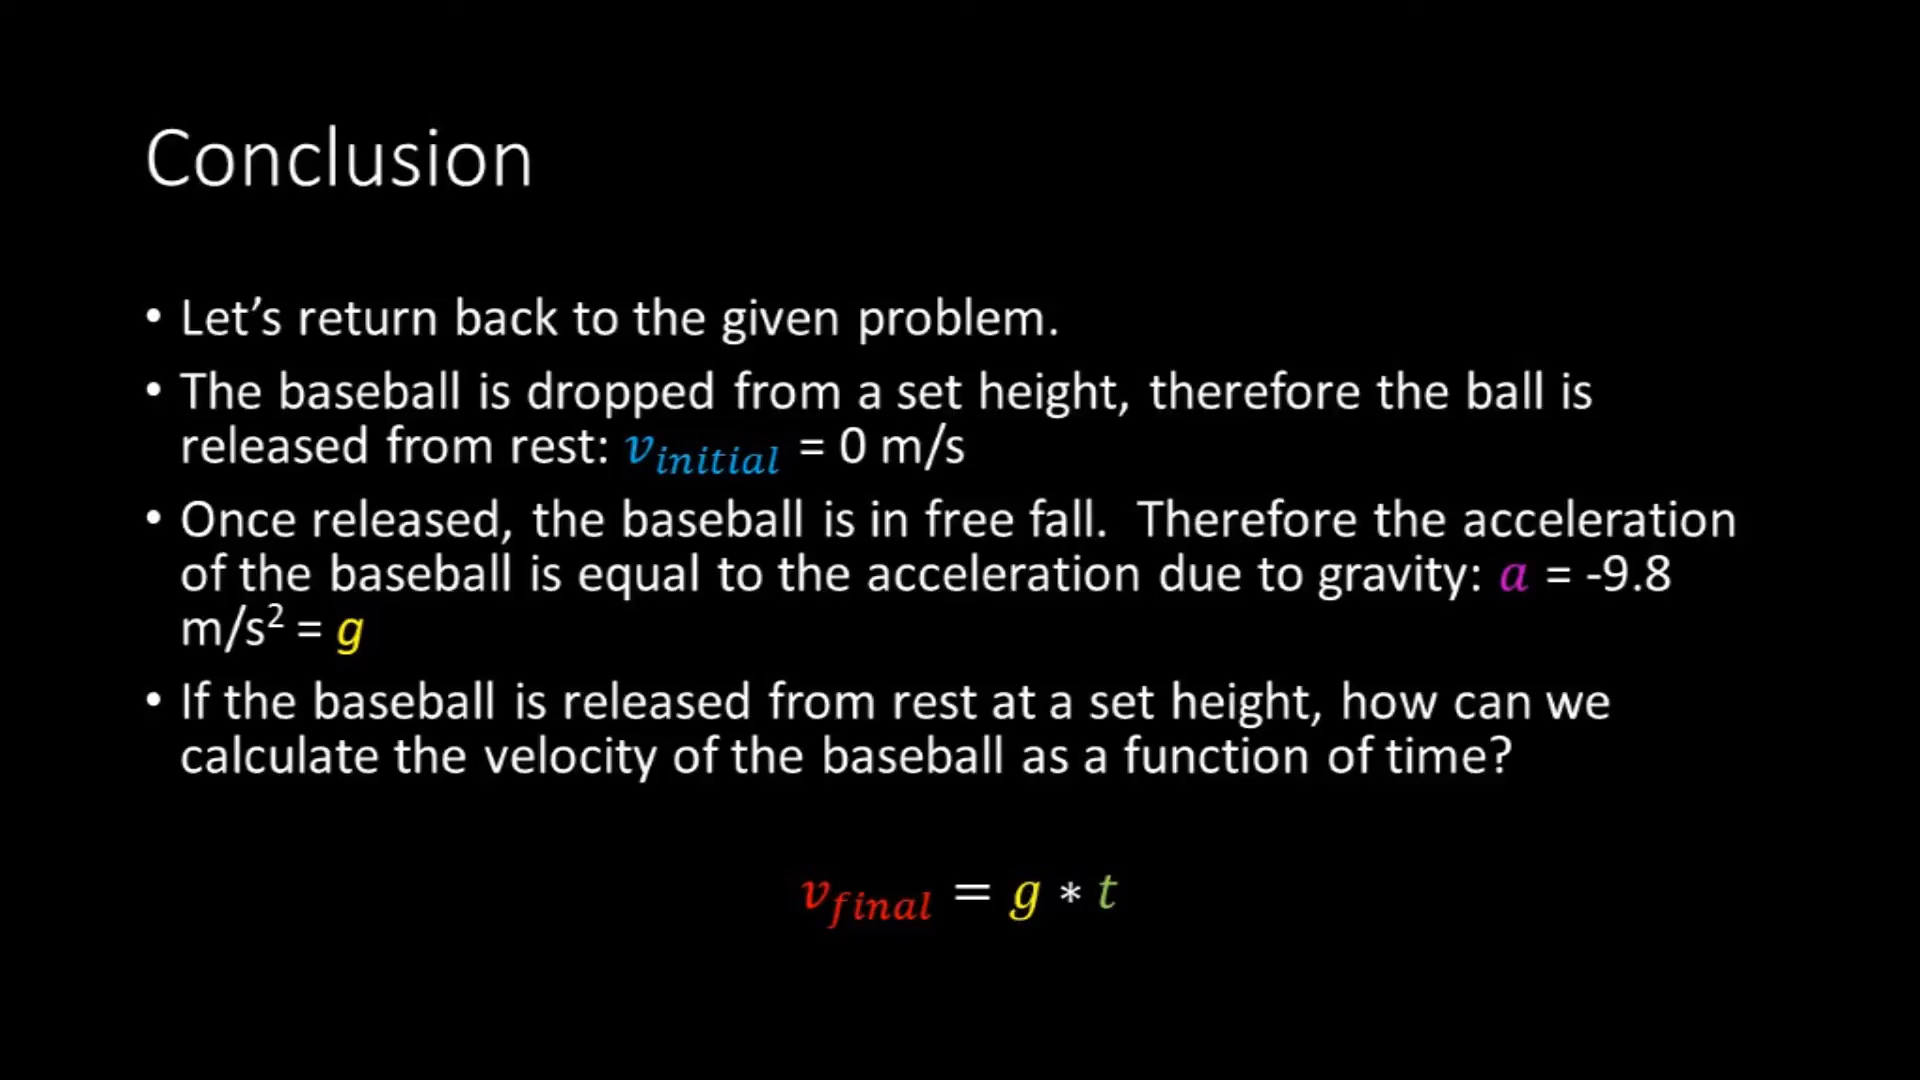 Conclusion
• Let’s return back to the given problem.
• The baseball is dropped from a set height, therefore the ball is
released from rest: v_initial = 0 m/s
• Once released, the baseball is in free fall.  Therefore the acceleration
of the baseball is equal to the acceleration due to gravity: a = -9.8
m/s² = g
• If the baseball is released from rest at a set height, how can we
calculate the velocity of the baseball as a function of time?
v_final = g * t